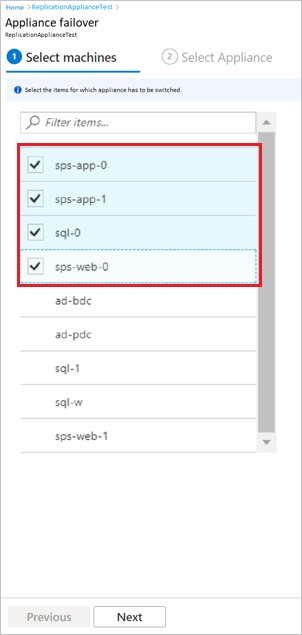 Home > ReplicationApplianceTest >
Appliance failover
ReplicationApplianceTest
1 Select machines 2 Select Appliance
i Select the items for which appliance has to be switched.
Filter items...
sps-app-0
sps-app-1
sql-0
sps-web-0
ad-bdc
ad-pdc
sql-1
sql-w
sps-web-1
Previous Next